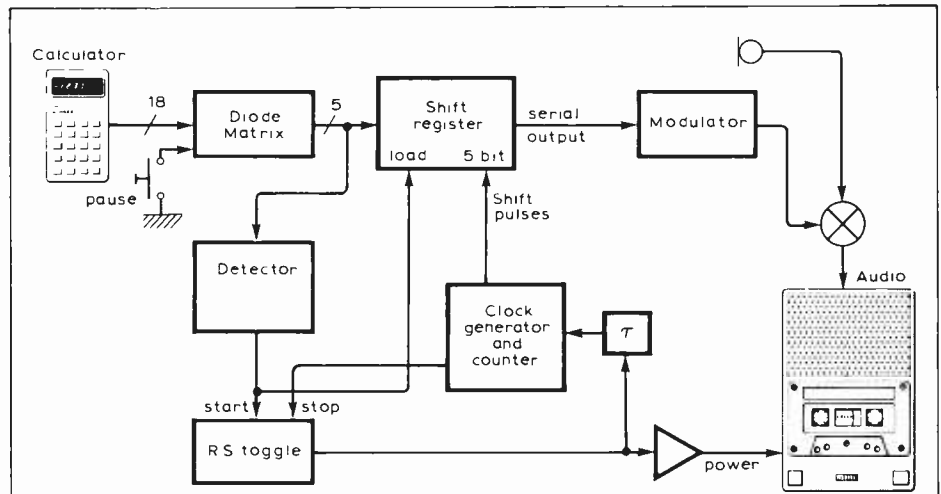 Calculator
18
Diode
Matrix
5
Shift
register
load
5 bit
serial
output
Modulator
pause
Shift
pulses
Detector
Clock
generator
and
counter
τ
Audio
start
stop
RS toggle
power